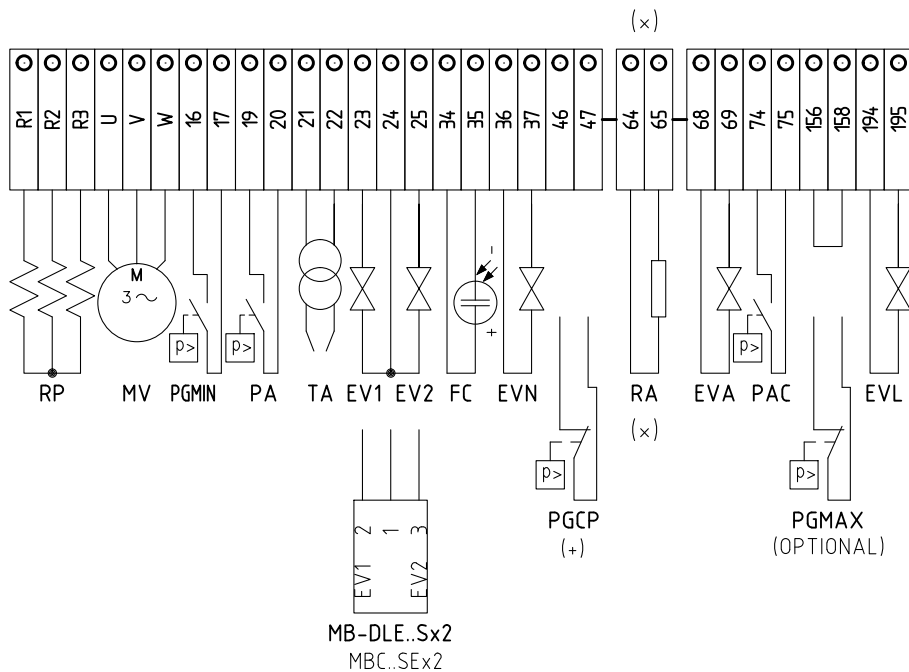 (x)
R1 R2 R3 U V W 16 17 19 20 21 22 23 24 25 34 35 36 37 46 47 64 65 68 69 74 75 156 158 194 195
M
3~
- 
+
p> p> p>
RP MV PGMIN PA TA EV1 EV2 FC EVN RA EVA PAC EVL
(x)
p> p>
PGCP PGMAX
(+) (OPTIONAL)
2 1 3
EV1 EV2
MB-DLE..Sx2
MBC..SEx2